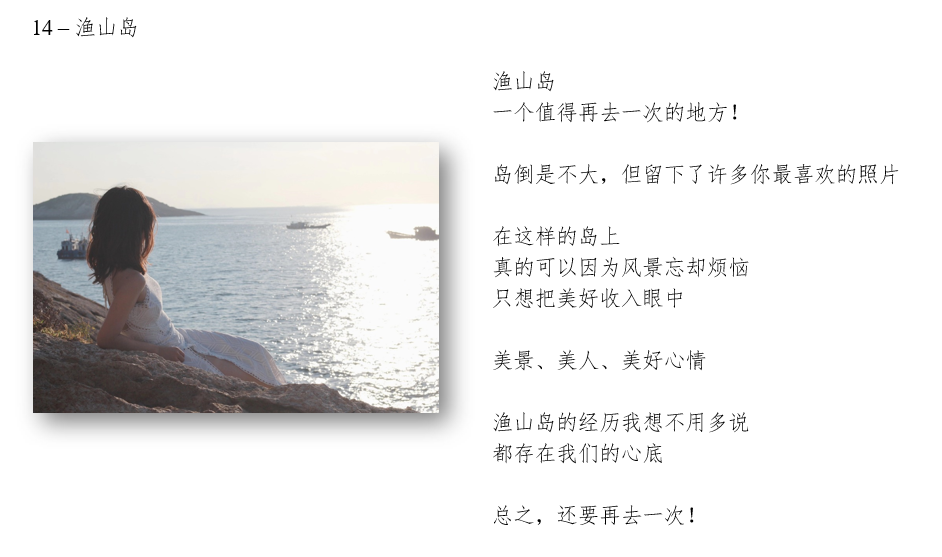 14 – 渔山岛
渔山岛
一个值得再去一次的地方！
岛倒是不大，但留下了许多你最喜欢的照片
在这样的岛上
真的可以因为风景忘却烦恼
只想把美好收入眼中
美景、美人、美好心情
渔山岛的经历我想不用多说
都存在我们的心底
总之，还要再去一次！